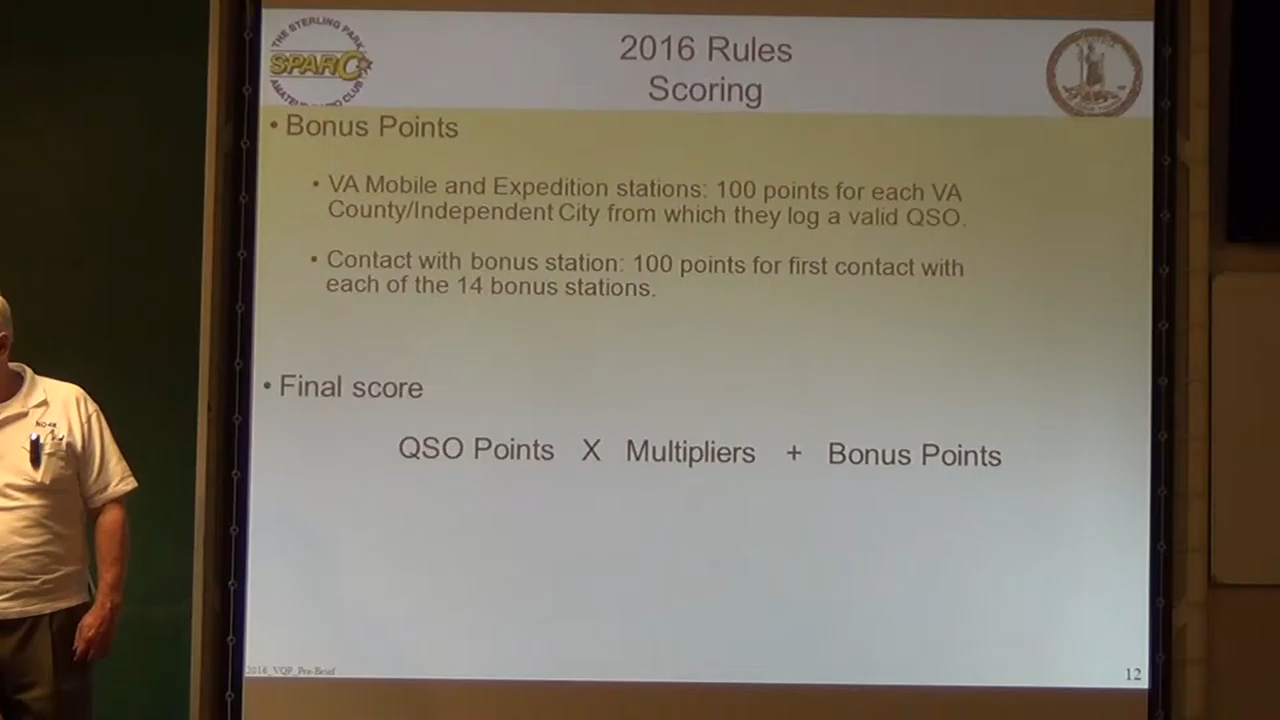 THE STERLING PARK
SPARC
AMATEUR RADIO CLUB
2016 Rules
Scoring
• Bonus Points
• VA Mobile and Expedition stations: 100 points for each VA
County/Independent City from which they log a valid QSO.
• Contact with bonus station: 100 points for first contact with
each of the 14 bonus stations.
• Final score
QSO Points X Multipliers + Bonus Points
2016_VQP_Pre-Brief
12